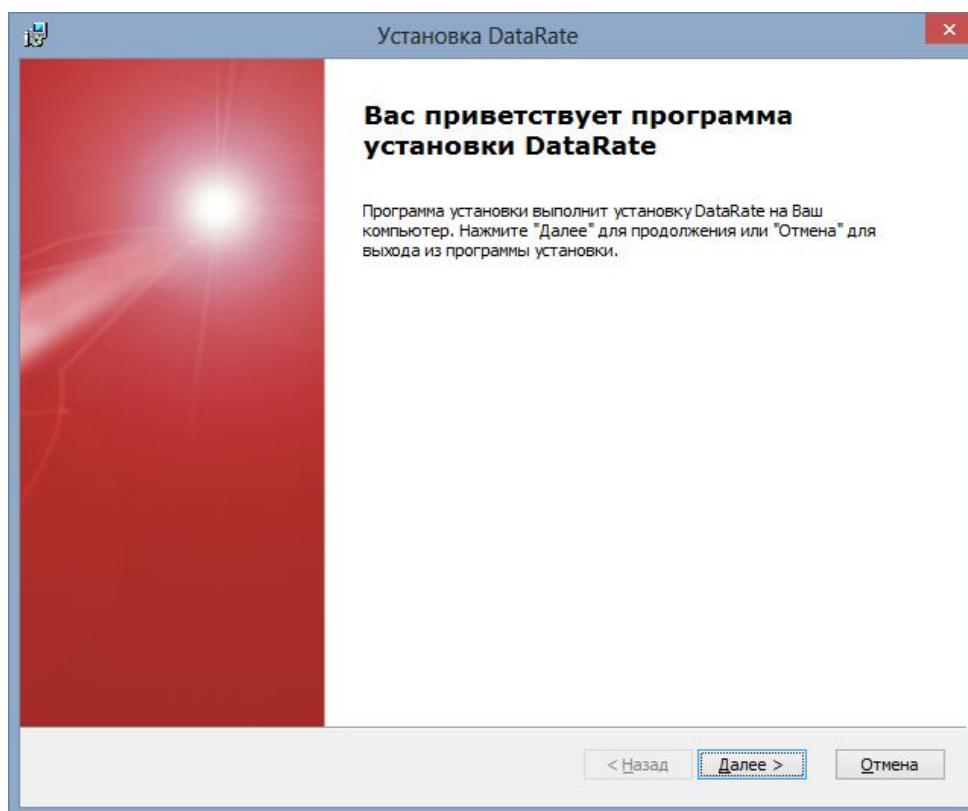 Установка DataRate
Вас приветствует программа
установки DataRate
Программа установки выполнит установку DataRate на Ваш
компьютер. Нажмите "Далее" для продолжения или "Отмена" для
выхода из программы установки.
< Назад Далее > Отмена